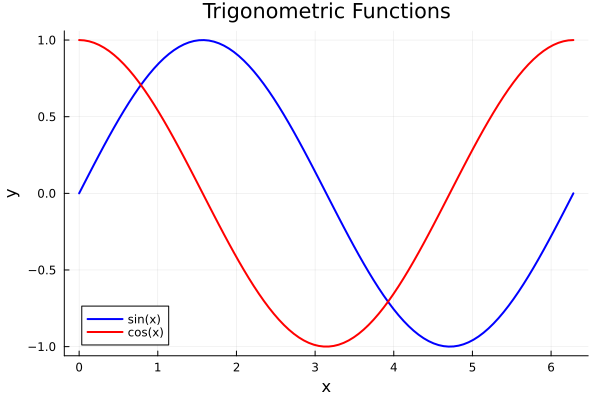 Trigonometric Functions
1.0
0.5
0.0
−0.5
−1.0
y
sin(x)
cos(x)
0 1 2 3 4 5 6
x